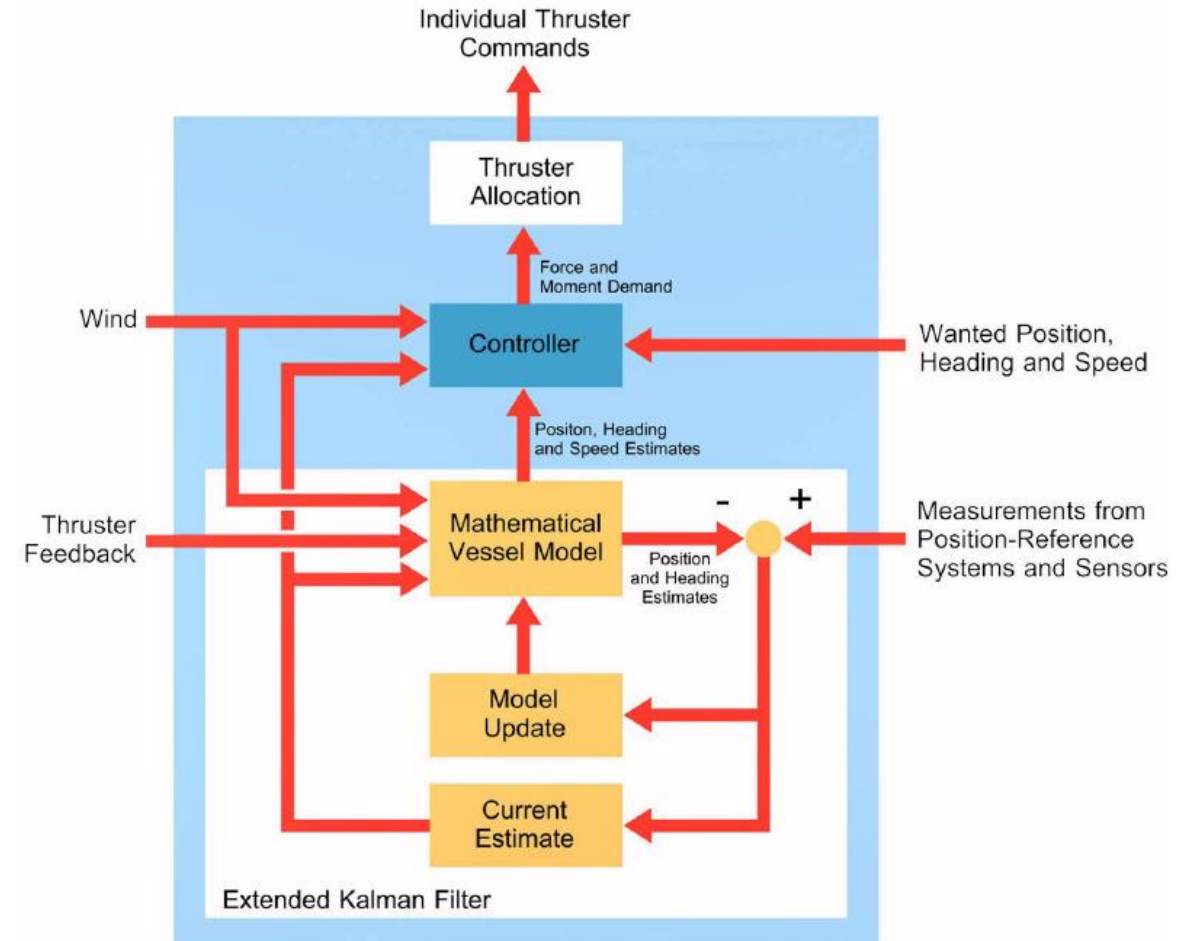 Individual Thruster
Commands
Thruster
Allocation
Force and
Moment Demand
Wind
Controller
Wanted Position,
Heading and Speed
Positon, Heading
and Speed Estimates
Thruster
Feedback
Mathematical
Vessel Model
-
+
Position
and Heading
Estimates
Measurements from
Position-Reference
Systems and Sensors
Model
Update
Current
Estimate
Extended Kalman Filter